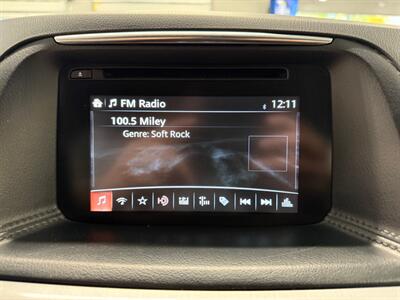 FM Radio 12:11
100.5 Miley
Genre: Soft Rock